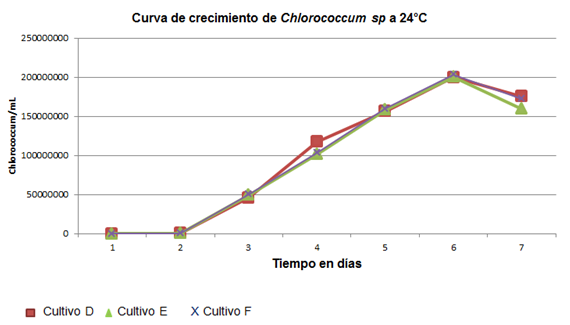 Curva de crecimiento de Chlorococcum sp a 24°C
250000000
200000000
150000000
100000000
50000000
0
Chlorococcum/mL
1 2 3 4 5 6 7
Tiempo en dias
Cultivo D Cultivo E Cultivo F